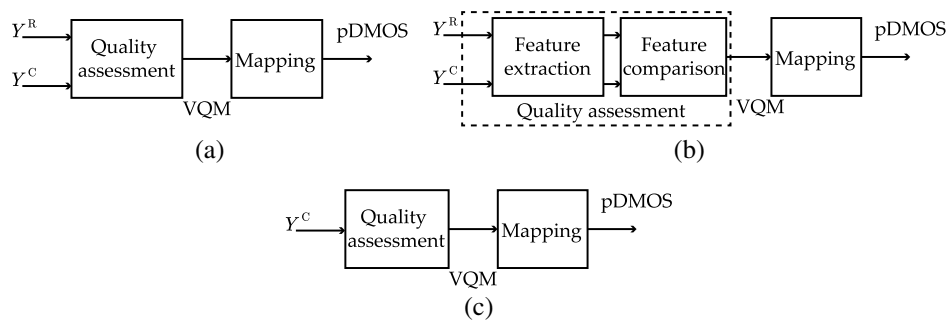 Y^R
Y^C
Quality
assessment
VQM
Mapping
pDMOS
(a)
Y^R
Y^C
Feature
extraction
Feature
comparison
Quality assessment
VQM
Mapping
pDMOS
(b)
Y^C
Quality
assessment
VQM
Mapping
pDMOS
(c)